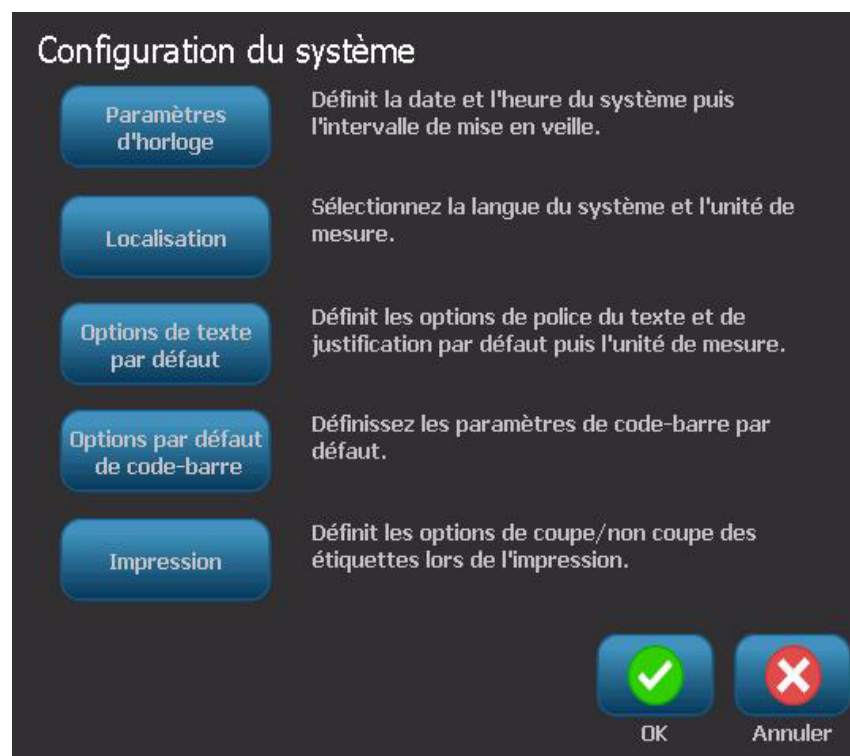 Configuration du système
Paramètres
d'horloge
Définit la date et l'heure du système puis
l'intervalle de mise en veille.
Localisation
Sélectionnez la langue du système et l'unité de
mesure.
Options de texte
par défaut
Définit les options de police du texte et de
justification par défaut puis l'unité de mesure.
Options par défaut
de code-barre
Définissez les paramètres de code-barre par
défaut.
Impression
Définit les options de coupe/non coupe des
étiquettes lors de l'impression.
OK
Annuler